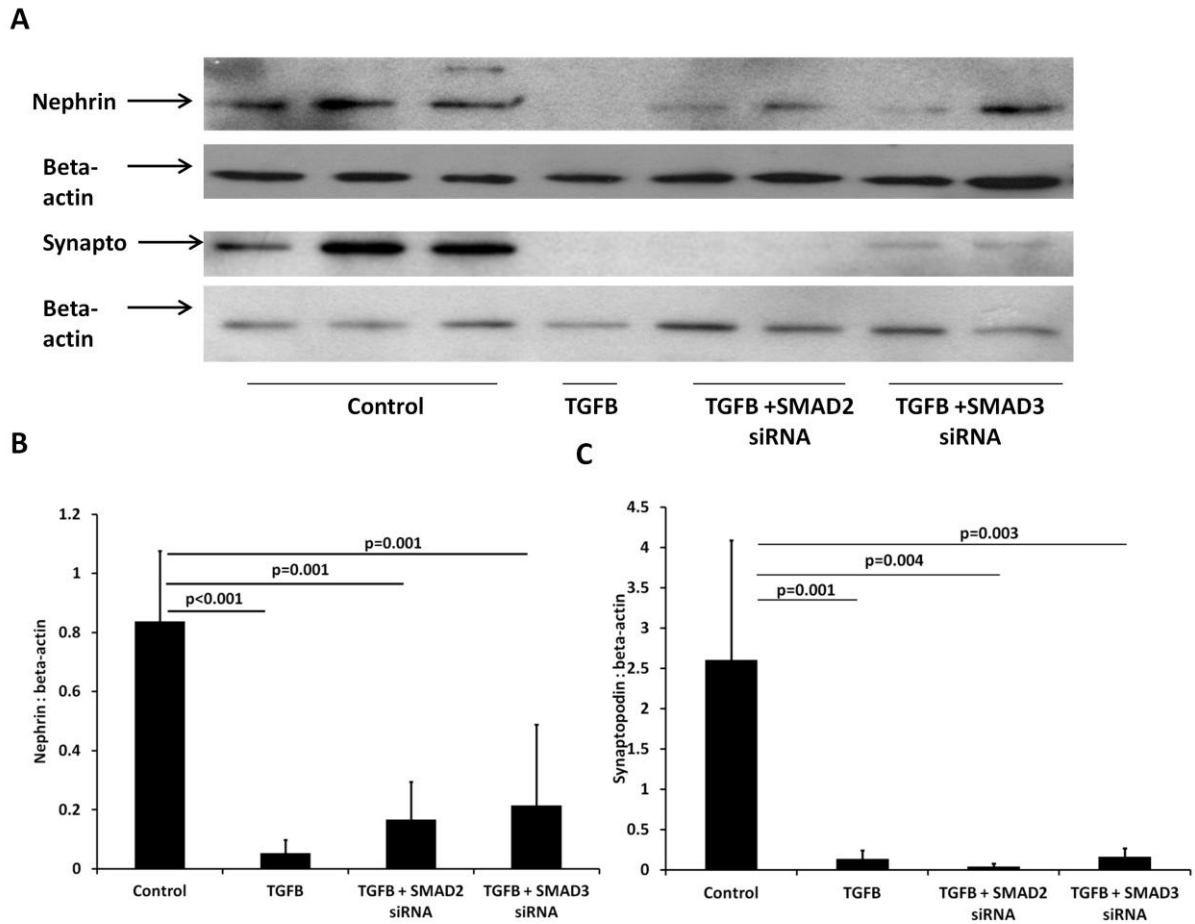 A
Nephrin
Beta-
actin
Synapto
Beta-
actin
Control
TGFB
TGFB +SMAD2
siRNA
TGFB +SMAD3
siRNA
B
Nephrin : beta-actin
1.2
1
0.8
0.6
0.4
0.2
0
p=0.001
p=0.001
p<0.001
Control
TGFB
TGFB + SMAD2
siRNA
TGFB + SMAD3
siRNA
C
Synaptopodin : beta-actin
4.5
4
3.5
3
2.5
2
1.5
1
0.5
0
p=0.003
p=0.004
p=0.001
Control
TGFB
TGFB + SMAD2
siRNA
TGFB + SMAD3
siRNA